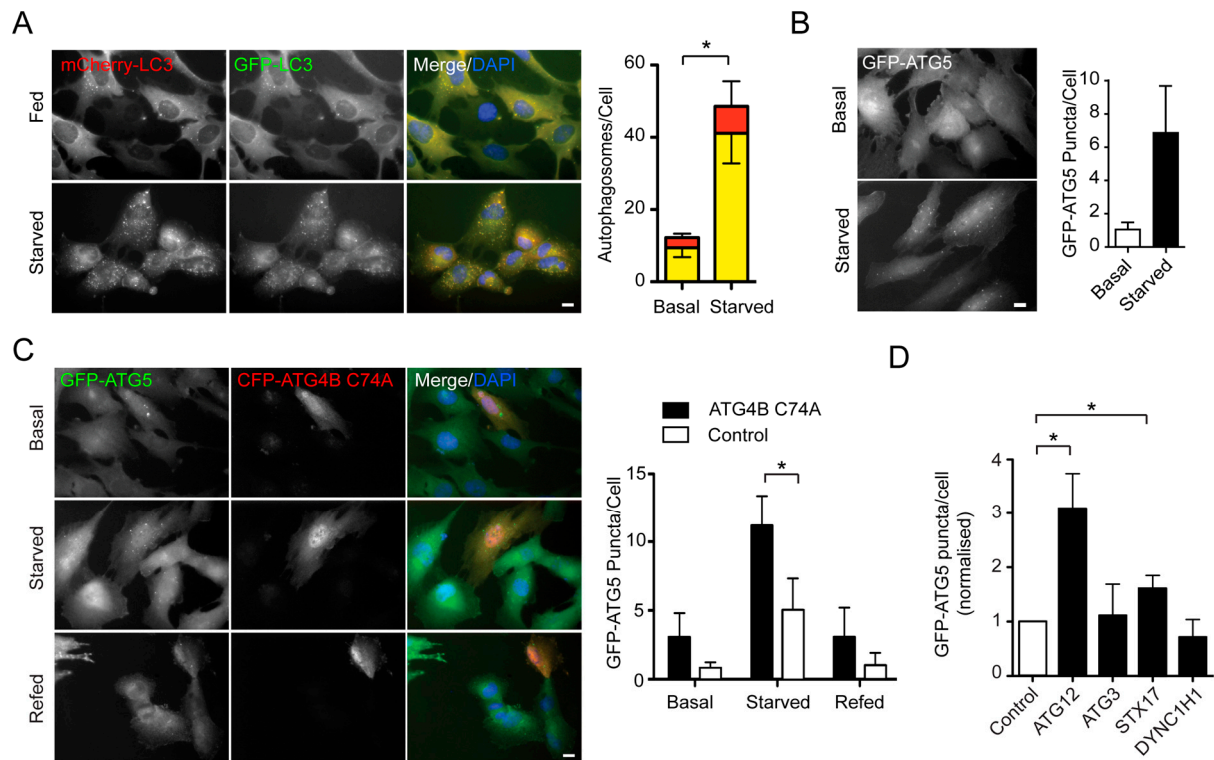 A
mCherry-LC3
GFP-LC3
Merge/DAPI
Fed
Starved
Autophagosomes/Cell
60
40
20
0
*
Basal
Starved
B
GFP-ATG5
Basal
Starved
GFP-ATG5 Puncta/Cell
10
8
6
4
2
0
Basal
Starved
C
GFP-ATG5
CFP-ATG4B C74A
Merge/DAPI
Basal
Starved
Refed
ATG4B C74A
Control
GFP-ATG5 Puncta/Cell
15
10
5
0
*
Basal
Starved
Refed
D
GFP-ATG5 puncta/cell
(normalised)
4
3
2
1
0
*
*
Control
ATG12
ATG3
STX17
DYNC1H1